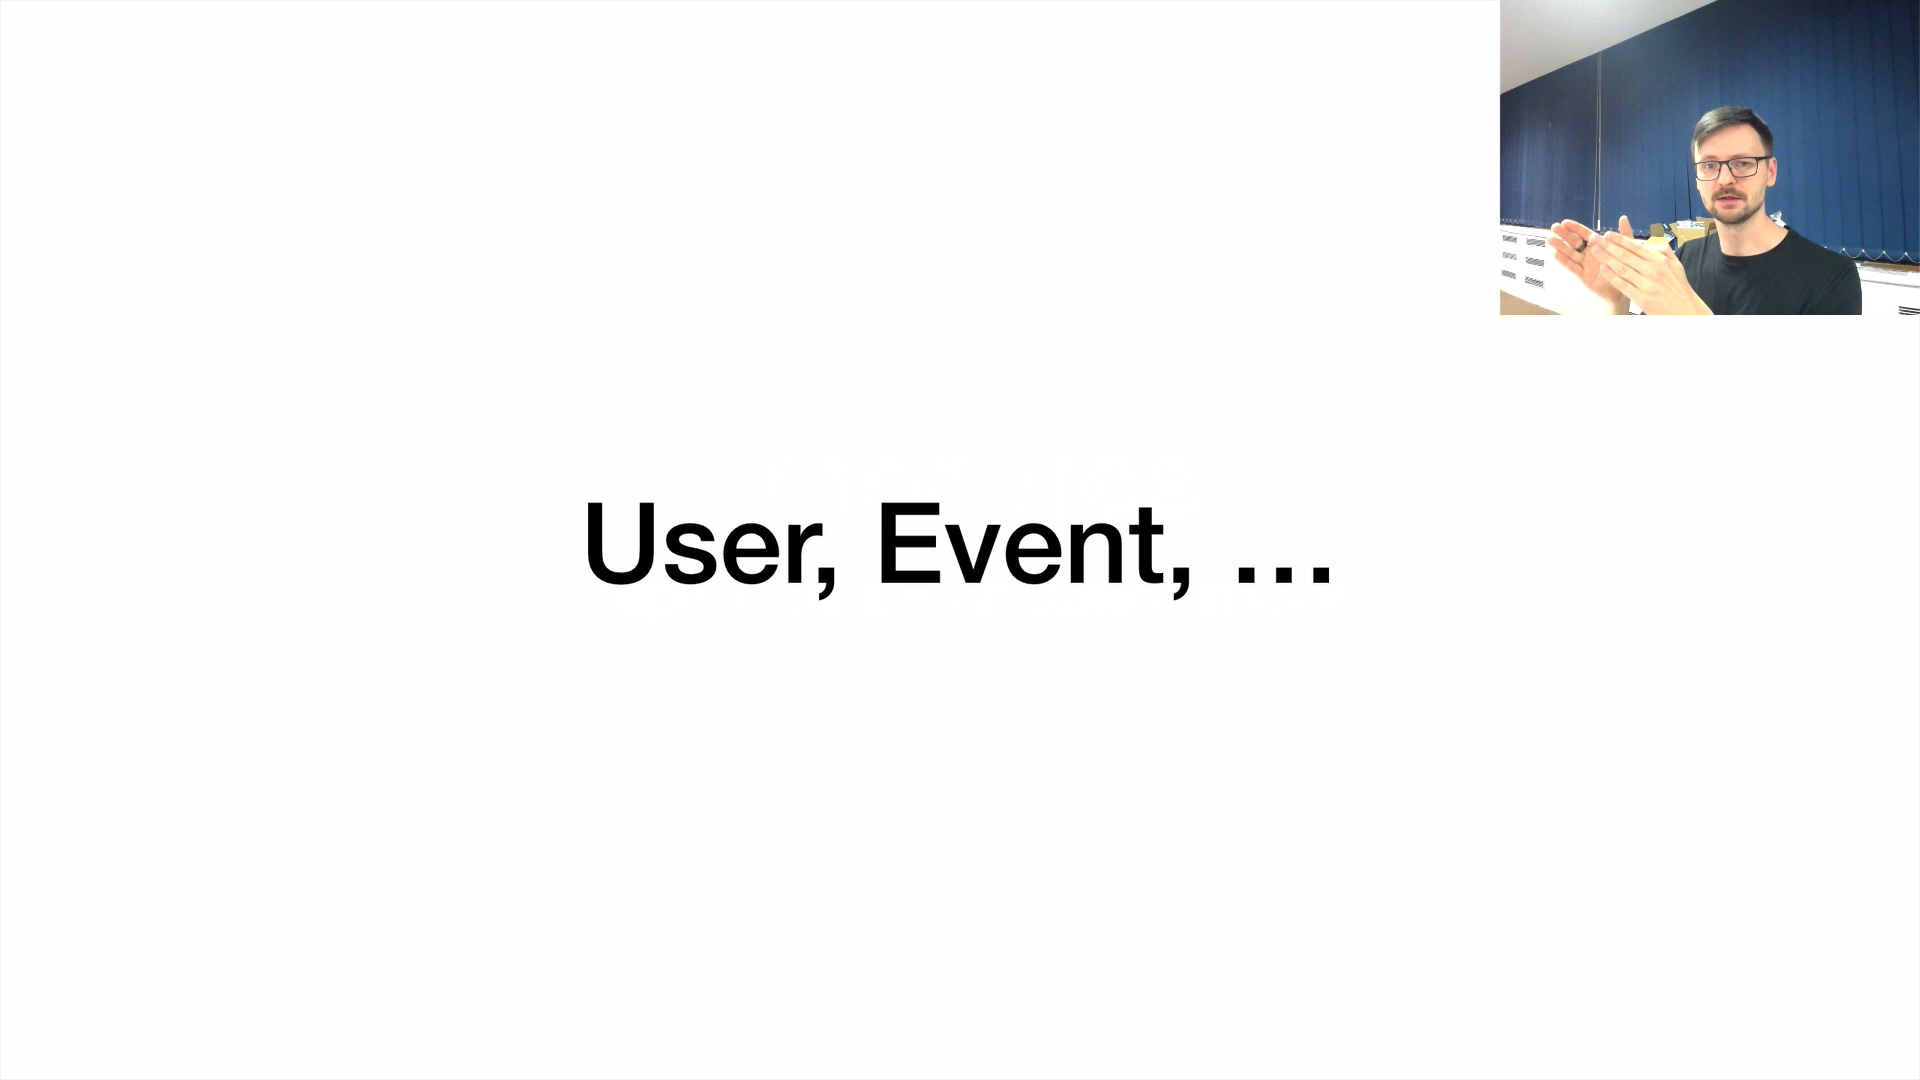 User, Event, …